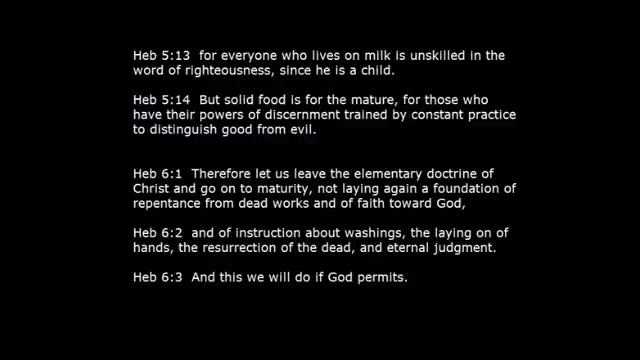 Heb 5:13  for everyone who lives on milk is unskilled in the
word of righteousness, since he is a child.
Heb 5:14  But solid food is for the mature, for those who
have their powers of discernment trained by constant practice
to distinguish good from evil.
Heb 6:1  Therefore let us leave the elementary doctrine of
Christ and go on to maturity, not laying again a foundation of
repentance from dead works and of faith toward God,
Heb 6:2  and of instruction about washings, the laying on of
hands, the resurrection of the dead, and eternal judgment.
Heb 6:3  And this we will do if God permits.